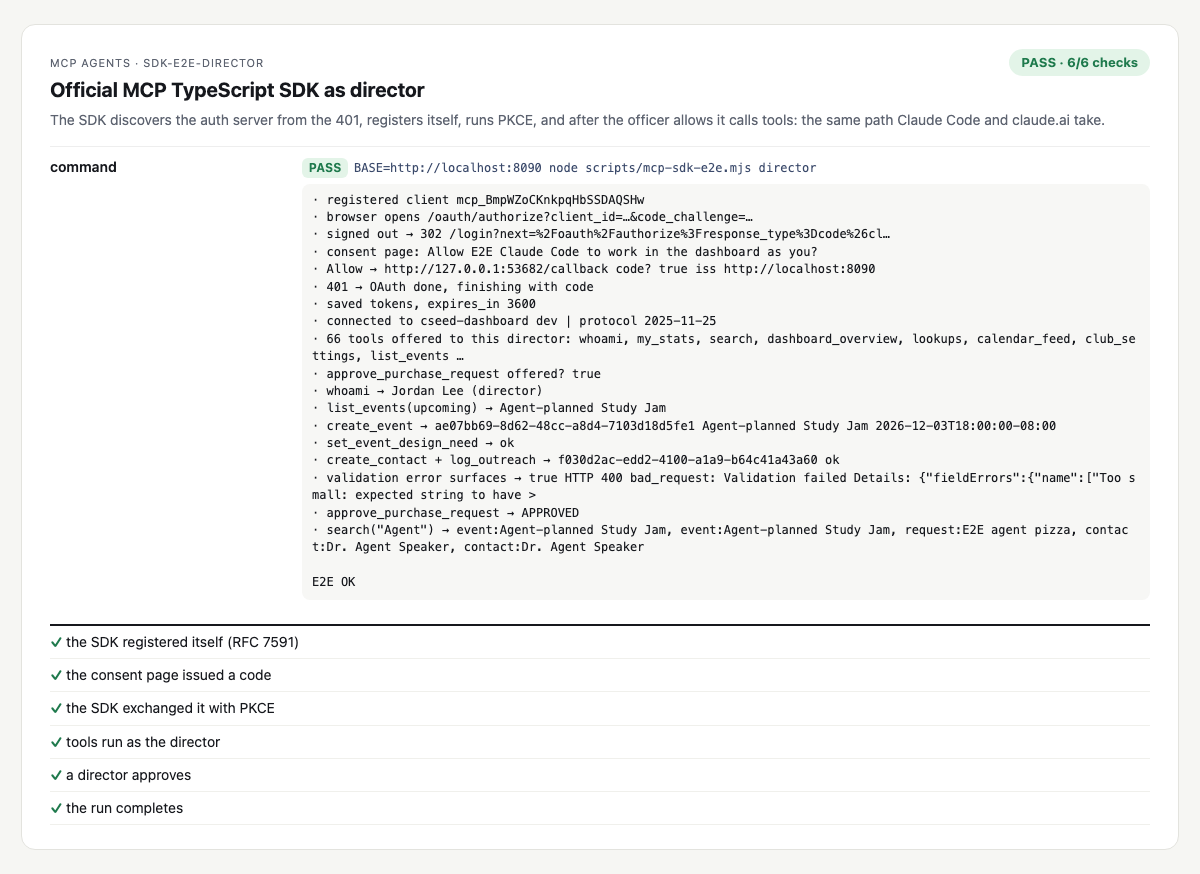 MCP AGENTS · SDK-E2E-DIRECTOR
PASS · 6/6 checks
Official MCP TypeScript SDK as director
The SDK discovers the auth server from the 401, registers itself, runs PKCE, and after the officer allows it calls tools: the same path Claude Code and claude.ai take.
command
PASS BASE=http://localhost:8090 node scripts/mcp-sdk-e2e.mjs director
· registered client mcp_BmpWZoCKnkpqHbSSDAQSHw
· browser opens /oauth/authorize?client_id=…&code_challenge=…
· signed out → 302 /login?next=%2Foauth%2Fauthorize%3Fresponse_type%3Dcode%26cl…
· consent page: Allow E2E Claude Code to work in the dashboard as you?
· Allow → http://127.0.0.1:53682/callback code? true iss http://localhost:8090
· 401 → OAuth done, finishing with code
· saved tokens, expires_in 3600
· connected to cseed-dashboard dev | protocol 2025-11-25
· 66 tools offered to this director: whoami, my_stats, search, dashboard_overview, lookups, calendar_feed, club_se
ttings, list_events …
· approve_purchase_request offered? true
· whoami → Jordan Lee (director)
· list_events(upcoming) → Agent-planned Study Jam
· create_event → ae07bb69-8d62-48cc-a8d4-7103d18d5fe1 Agent-planned Study Jam 2026-12-03T18:00:00-08:00
· set_event_design_need → ok
· create_contact + log_outreach → f030d2ac-edd2-4100-a1a9-b64c41a43a60 ok
· validation error surfaces → true HTTP 400 bad_request: Validation failed Details: {"fieldErrors":{"name":["Too s
mall: expected string to have >
· approve_purchase_request → APPROVED
· search("Agent") → event:Agent-planned Study Jam, event:Agent-planned Study Jam, request:E2E agent pizza, contac
t:Dr. Agent Speaker, contact:Dr. Agent Speaker
E2E OK
✓ the SDK registered itself (RFC 7591)
✓ the consent page issued a code
✓ the SDK exchanged it with PKCE
✓ tools run as the director
✓ a director approves
✓ the run completes